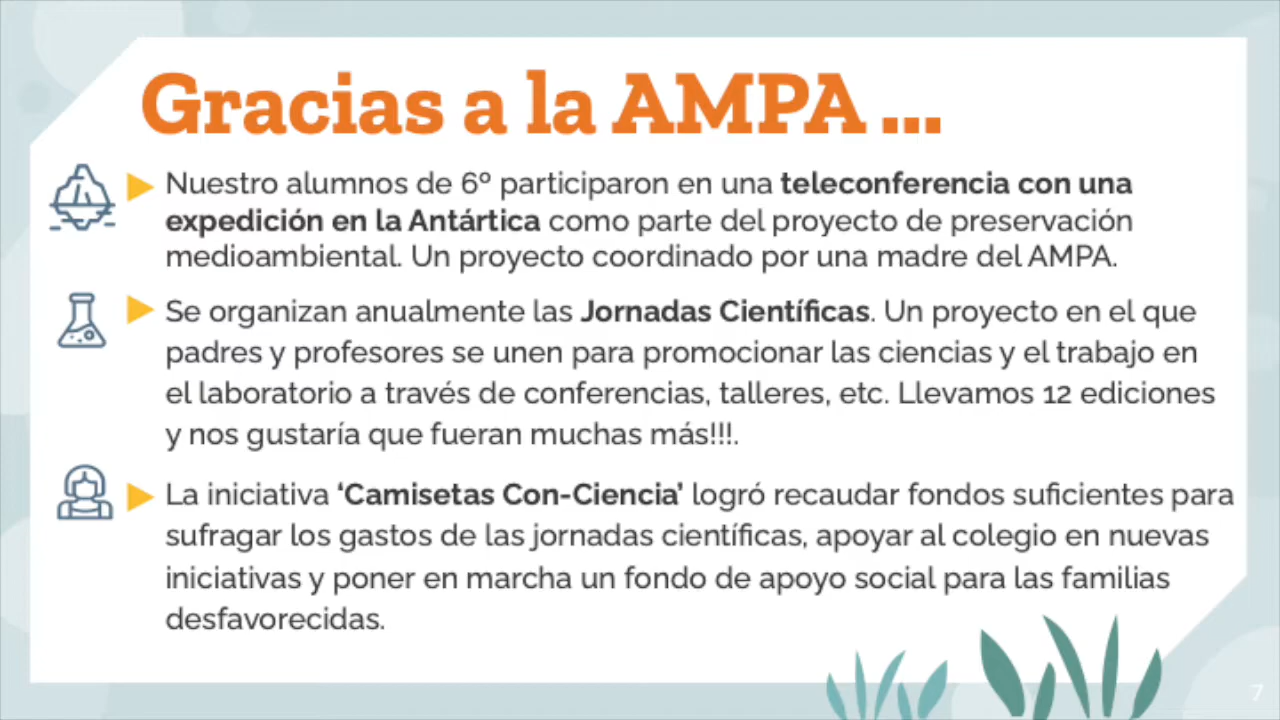 Gracias a la AMPA ...
Nuestro alumnos de 6º participaron en una teleconferencia con una
expedición en la Antártica como parte del proyecto de preservación
medioambiental. Un proyecto coordinado por una madre del AMPA.
Se organizan anualmente las Jornadas Científicas. Un proyecto en el que
padres y profesores se unen para promocionar las ciencias y el trabajo en
el laboratorio a través de conferencias, talleres, etc. Llevamos 12 ediciones
y nos gustaría que fueran muchas más!!!.
La iniciativa ‘Camisetas Con-Ciencia’ logró recaudar fondos suficientes para
sufragar los gastos de las jornadas científicas, apoyar al colegio en nuevas
iniciativas y poner en marcha un fondo de apoyo social para las familias
desfavorecidas.
7